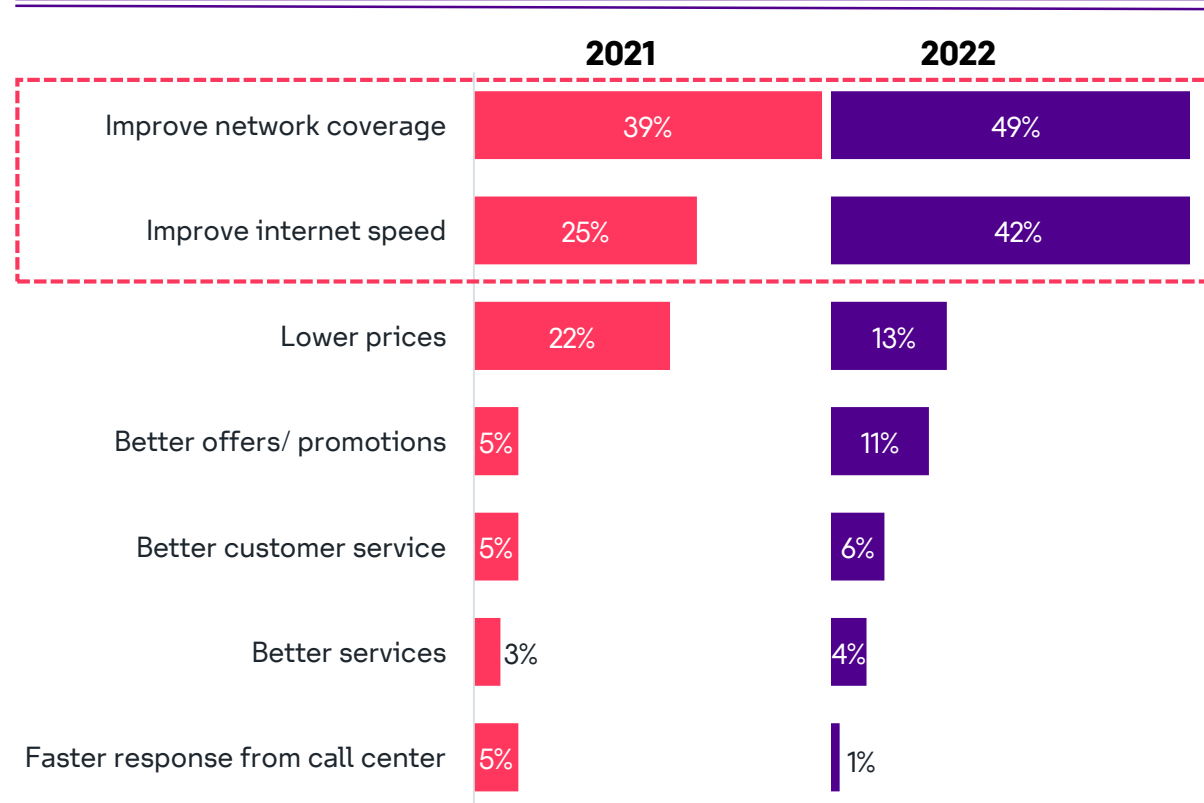 2021 2022
Improve network coverage 39% 49%
Improve internet speed 25% 42%
Lower prices 22% 13%
Better offers/ promotions 5% 11%
Better customer service 5% 6%
Better services 3% 4%
Faster response from call center 5% 1%